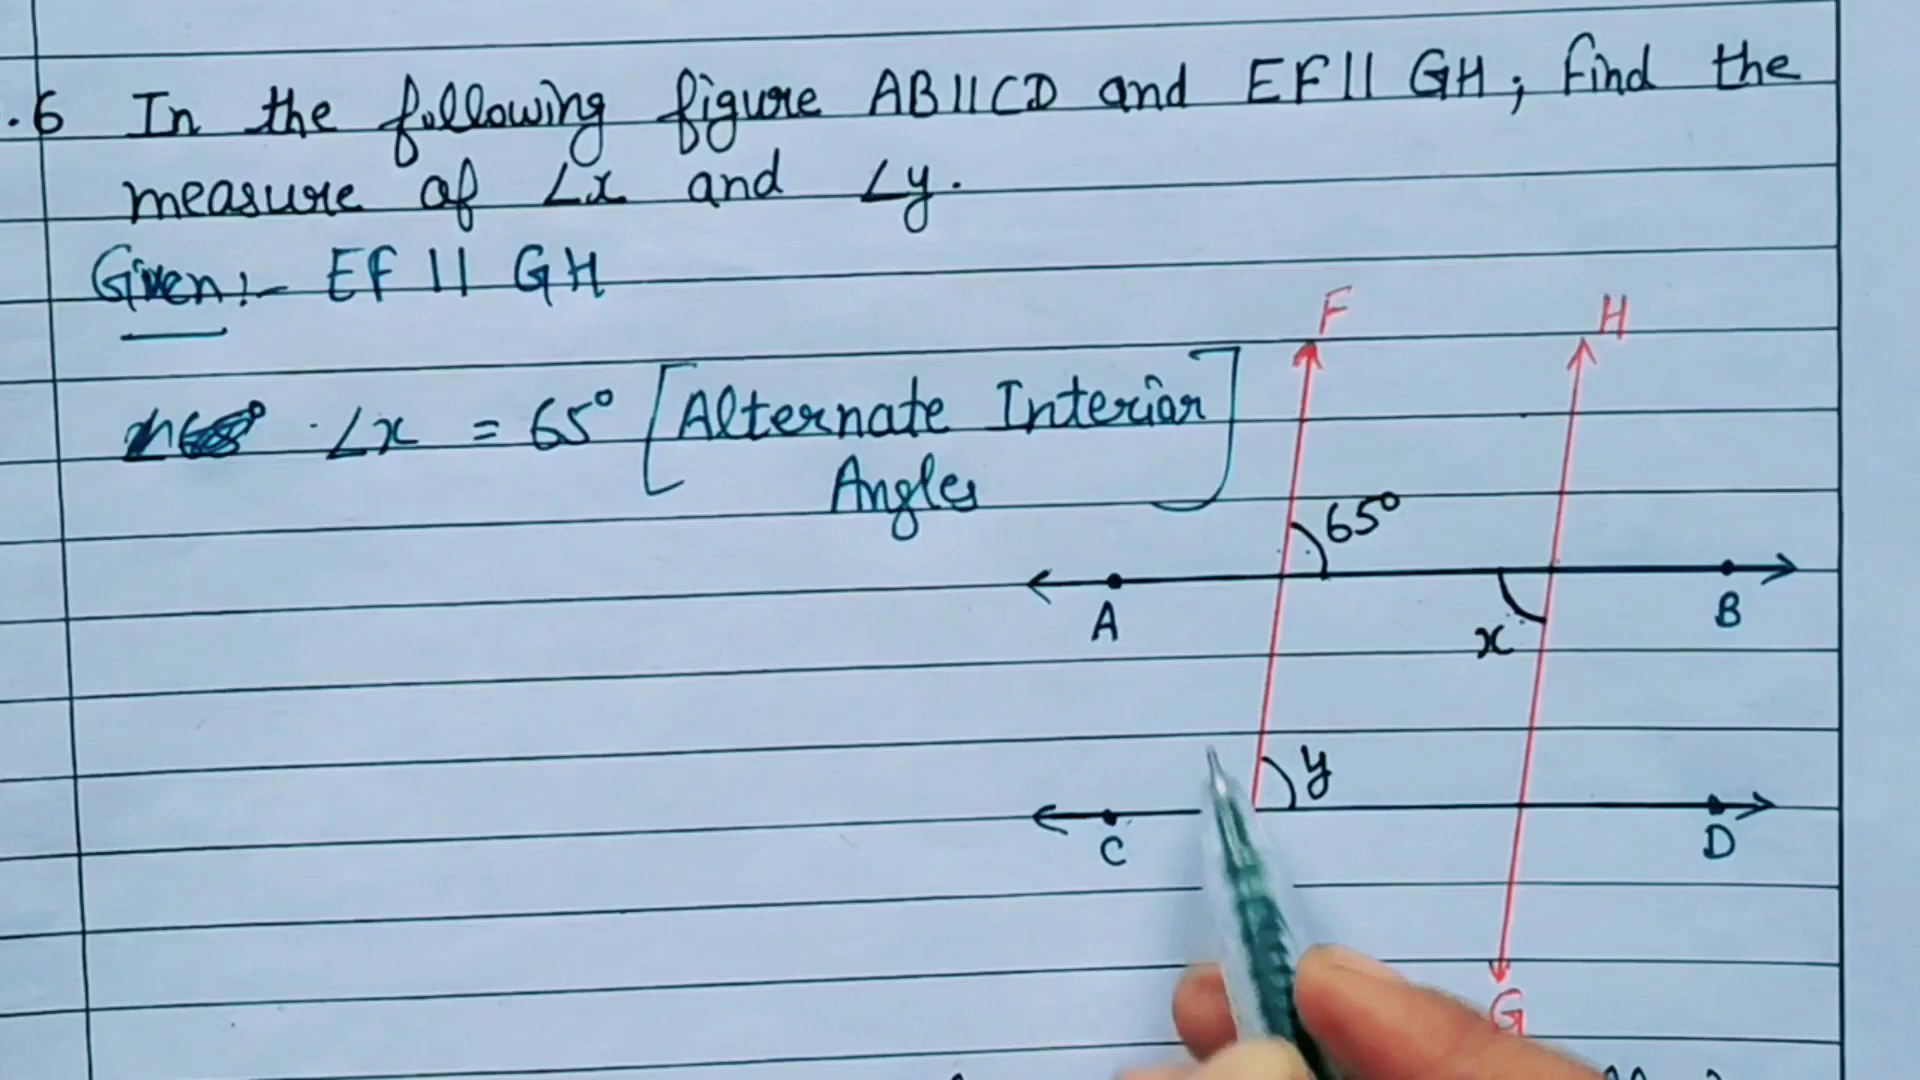 .6 In the following figure AB||CD and EF|| GH; Find the
measure of ∠x and ∠y.
Given:- EF || GH
∠x = 65° [Alternate Interior
Angles]
F
H
65°
A
B
x
y
C
D
G